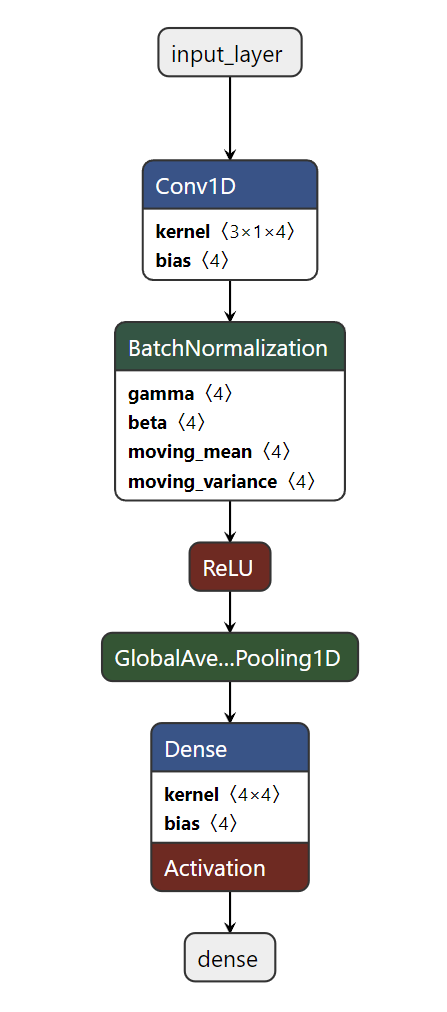 input_layer
Conv1D
kernel〈3×1×4〉
bias〈4〉
BatchNormalization
gamma〈4〉
beta〈4〉
moving_mean〈4〉
moving_variance〈4〉
ReLU
GlobalAve...Pooling1D
Dense
kernel〈4×4〉
bias〈4〉
Activation
dense